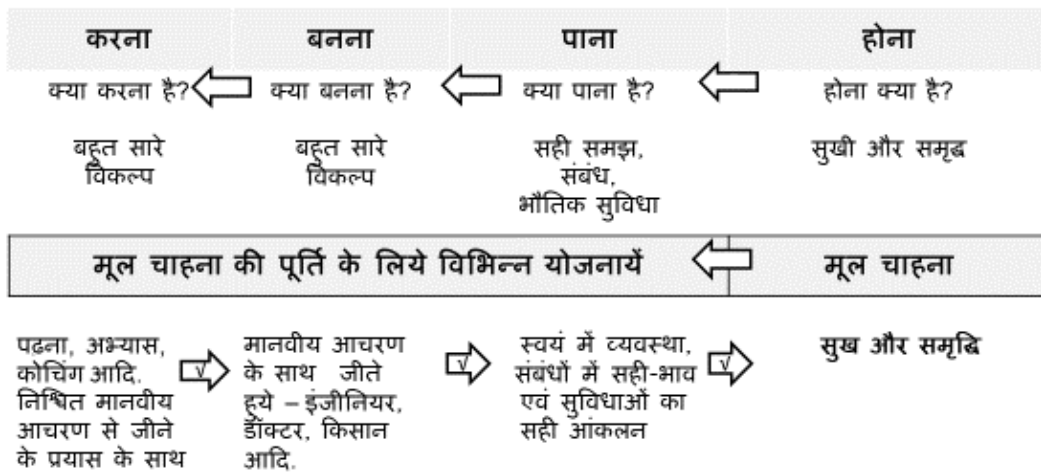 करना बनना पाना होना
क्या करना है? क्या बनना है? क्या पाना है? होना क्या है?
बहुत सारे
विकल्प
बहुत सारे
विकल्प
सही समझ,
संबंध,
भौतिक सुविधा
सुखी और समृद्ध
मूल चाहना की पूर्ति के लिये विभिन्न योजनायें मूल चाहना
पढना, अभ्यास,
कोचिंग आदि.
निश्चित मानवीय
आचरण से जीने
के प्रयास के साथ
√
मानवीय आचरण
के साथ जीते
हुये – इंजीनियर,
डॉक्टर, किसान
आदि.
√
स्वयं में व्यवस्था,
संबंधों में सही-भाव
एवं सुविधाओं का
सही आंकलन
√
सुख और समृद्धि